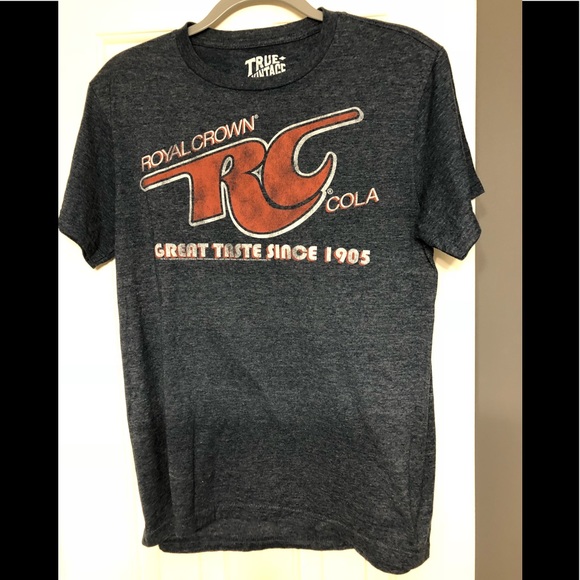 TRUE
VINTAGE
ROYAL CROWN®
RC
® COLA
GREAT TASTE SINCE 1905